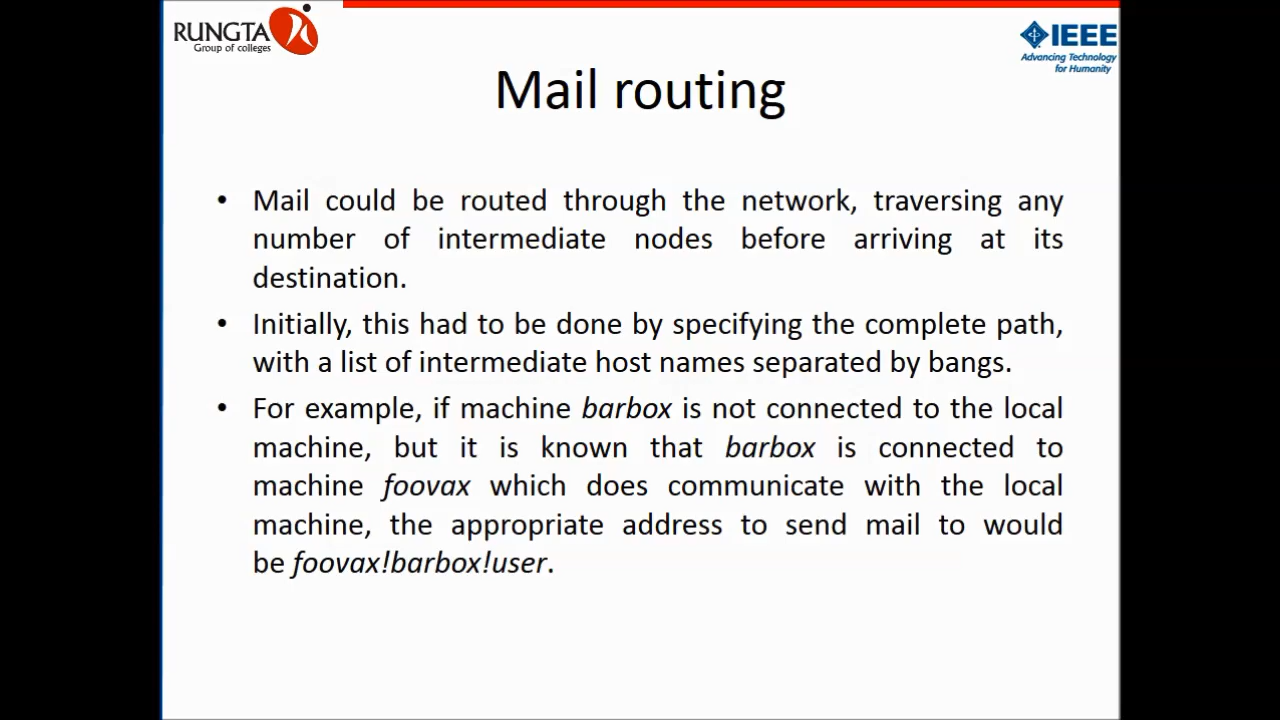 RUNGTA
Group of colleges
IEEE
Advancing Technology
for Humanity
Mail routing
• Mail could be routed through the network, traversing any
number of intermediate nodes before arriving at its
destination.
• Initially, this had to be done by specifying the complete path,
with a list of intermediate host names separated by bangs.
• For example, if machine barbox is not connected to the local
machine, but it is known that barbox is connected to
machine foovax which does communicate with the local
machine, the appropriate address to send mail to would
be foovax!barbox!user.